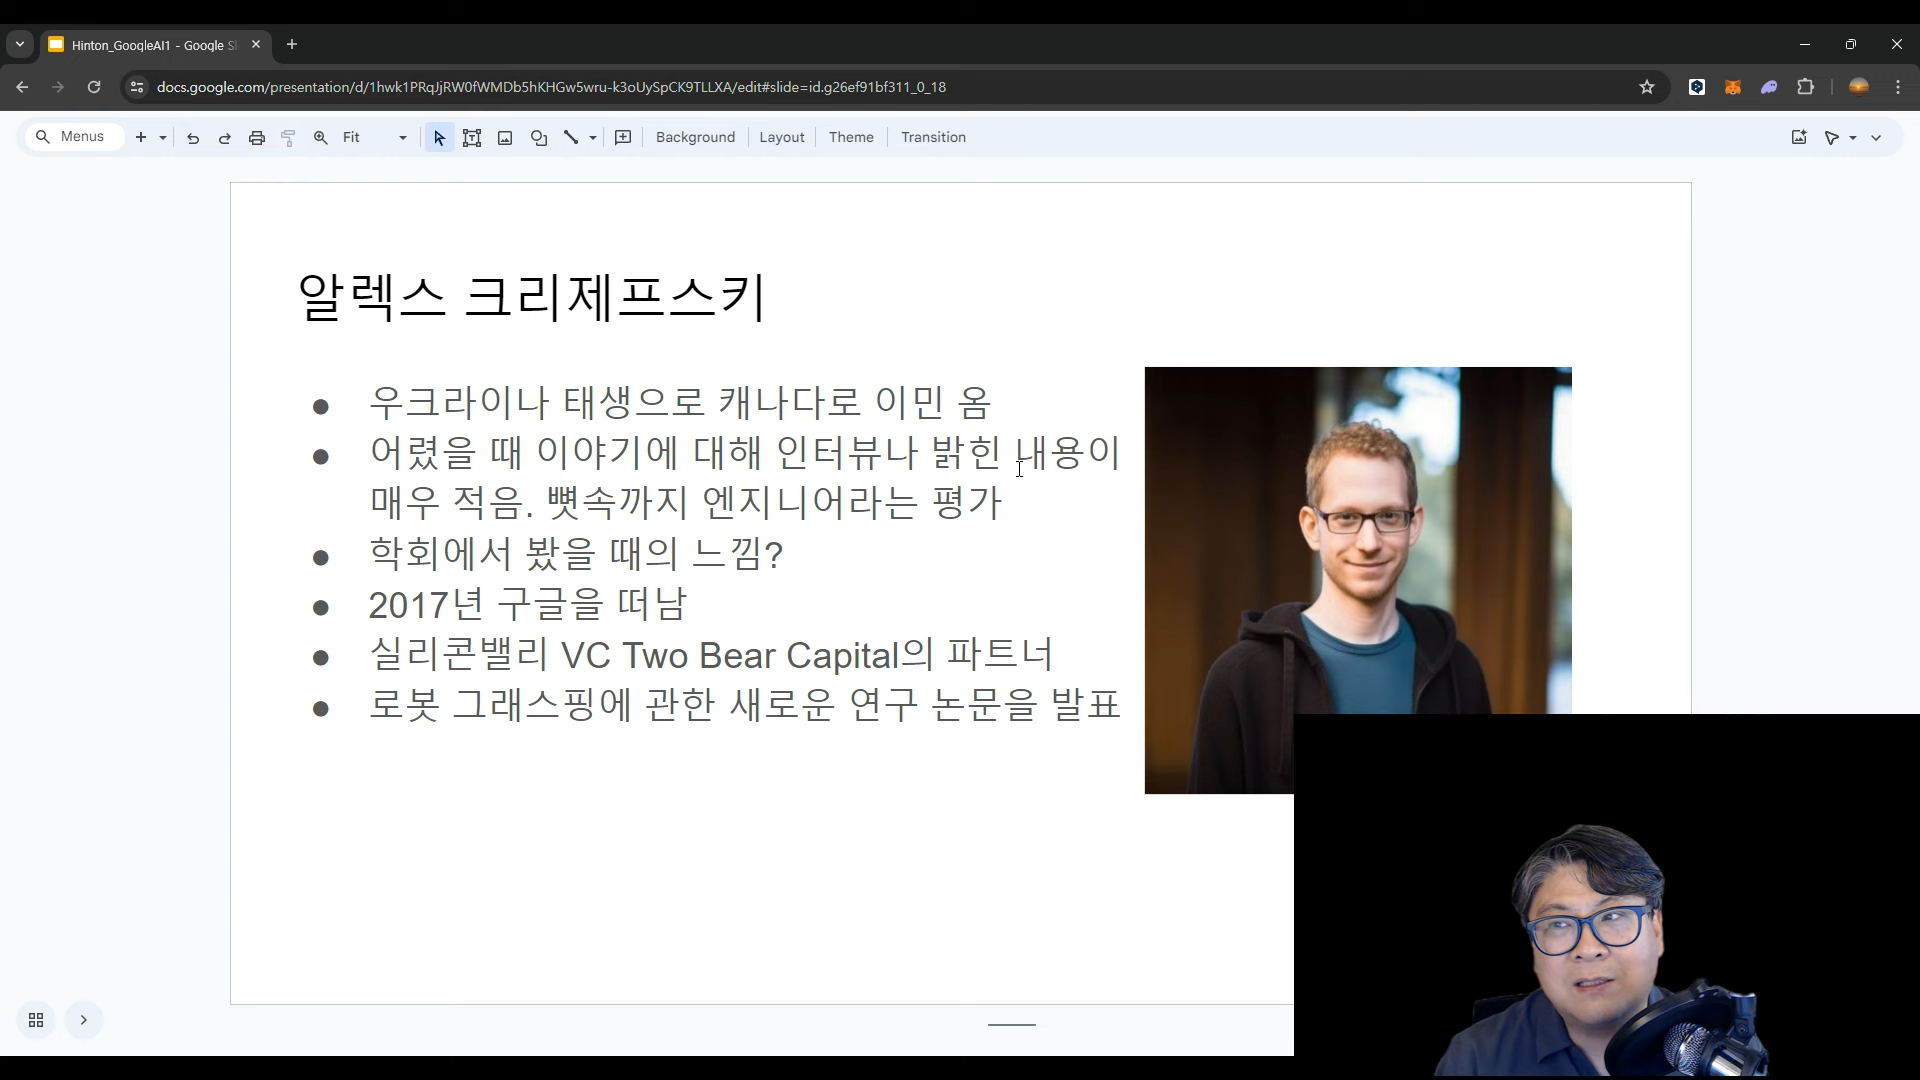 Hinton_GoogleAI1 - Google Sl
docs.google.com/presentation/d/1hwk1PRqJjRW0fWMDb5hKHGw5wru-k3oUySpCK9TLLXA/edit#slide=id.g26ef91bf311_0_18
Menus Fit Background Layout Theme Transition
알렉스 크리제프스키
● 우크라이나 태생으로 캐나다로 이민 옴
● 어렸을 때 이야기에 대해 인터뷰나 밝힌 내용이
매우 적음. 뼛속까지 엔지니어라는 평가
● 학회에서 봤을 때의 느낌?
● 2017년 구글을 떠남
● 실리콘밸리 VC Two Bear Capital의 파트너
● 로봇 그래스핑에 관한 새로운 연구 논문을 발표